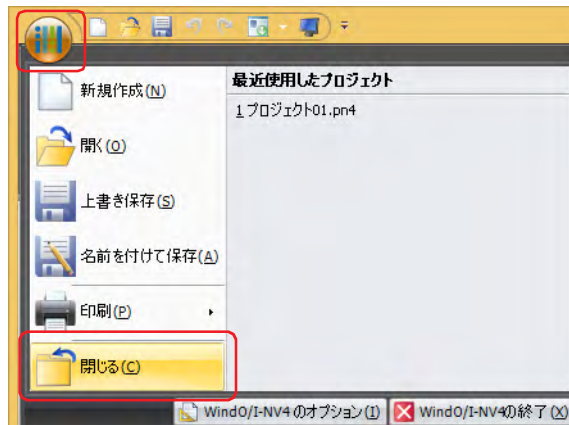 新規作成(N)
開く(O)
上書き保存(S)
名前を付けて保存(A)
印刷(P)
閉じる(C)
最近使用したプロジェクト
1 プロジェクト01.pn4
WindO/I-NV4 のオプション(I)
WindO/I-NV4の終了(X)